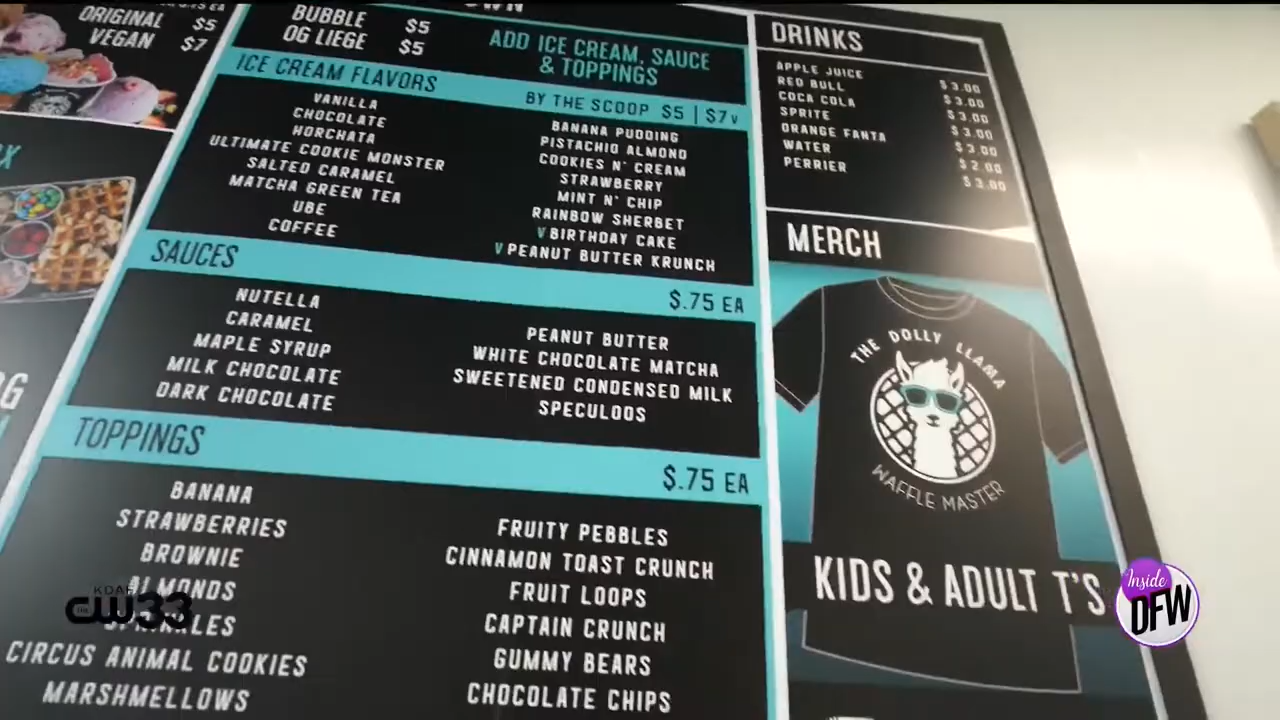 ORIGINAL $5
VEGAN $7
BUBBLE $5
OG LIEGE $5
ADD ICE CREAM, SAUCE
& TOPPINGS
ICE CREAM FLAVORS
BY THE SCOOP $5 | $7V
VANILLA
CHOCOLATE
HORCHATA
ULTIMATE COOKIE MONSTER
SALTED CARAMEL
MATCHA GREEN TEA
UBE
COFFEE
BANANA PUDDING
PISTACHIO ALMOND
COOKIES N' CREAM
STRAWBERRY
MINT N' CHIP
RAINBOW SHERBET
V BIRTHDAY CAKE
V PEANUT BUTTER KRUNCH
SAUCES
$.75 EA
NUTELLA
CARAMEL
MAPLE SYRUP
MILK CHOCOLATE
DARK CHOCOLATE
PEANUT BUTTER
WHITE CHOCOLATE MATCHA
SWEETENED CONDENSED MILK
SPECULOOS
TOPPINGS
$.75 EA
BANANA
STRAWBERRIES
BROWNIE
ALMONDS
SPRINKLES
CIRCUS ANIMAL COOKIES
MARSHMELLOWS
FRUITY PEBBLES
CINNAMON TOAST CRUNCH
FRUIT LOOPS
CAPTAIN CRUNCH
GUMMY BEARS
CHOCOLATE CHIPS
DRINKS
APPLE JUICE $3.00
RED BULL $3.00
COCA COLA $3.00
SPRITE $3.00
ORANGE FANTA $3.00
WATER $2.00
PERRIER $3.00
MERCH
THE DOLLY LLAMA
WAFFLE MASTER
KIDS & ADULT T'S
KDAF
THE CW33
Inside
DFW